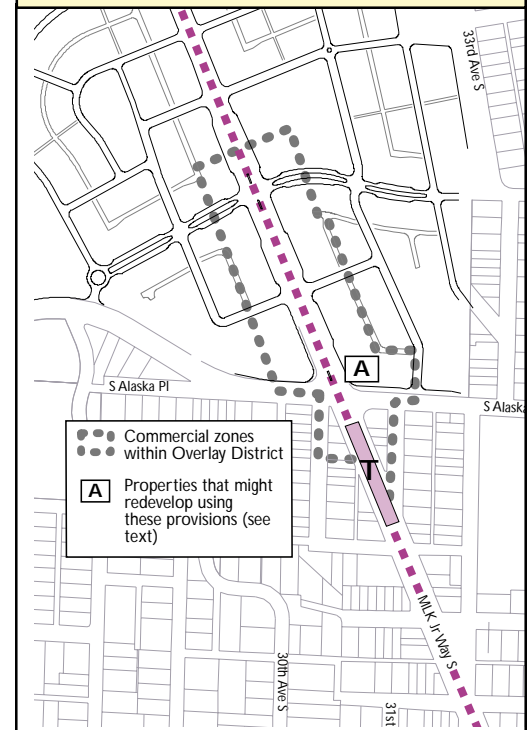 33rd Ave S
A
S Alaska Pl
S Alask
T
Commercial zones
within Overlay District
A
Properties that might
redevelop using
these provisions (see
text)
MLK Jr Way S
30th Ave S
31st